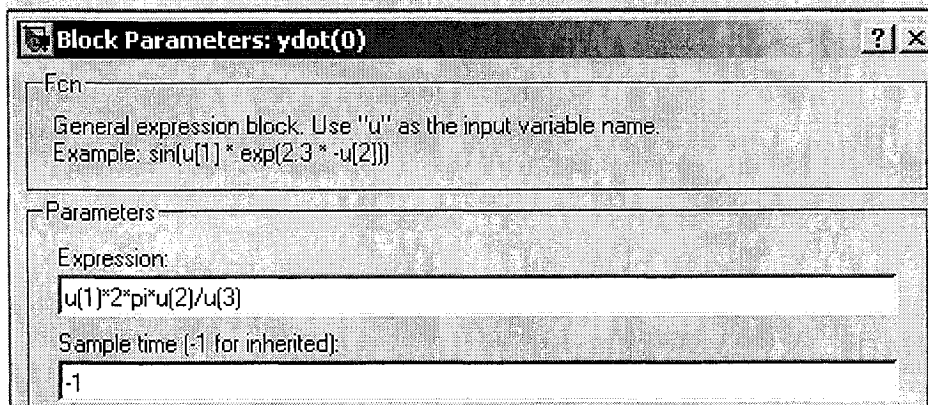 Block Parameters: ydot(0)
? ×
Fcn
General expression block. Use "u" as the input variable name.
Example: sin(u[1] * exp(2.3 * -u[2]))
Parameters
Expression:
u(1)*2*pi*u(2)/u(3)
Sample time (-1 for inherited):
-1